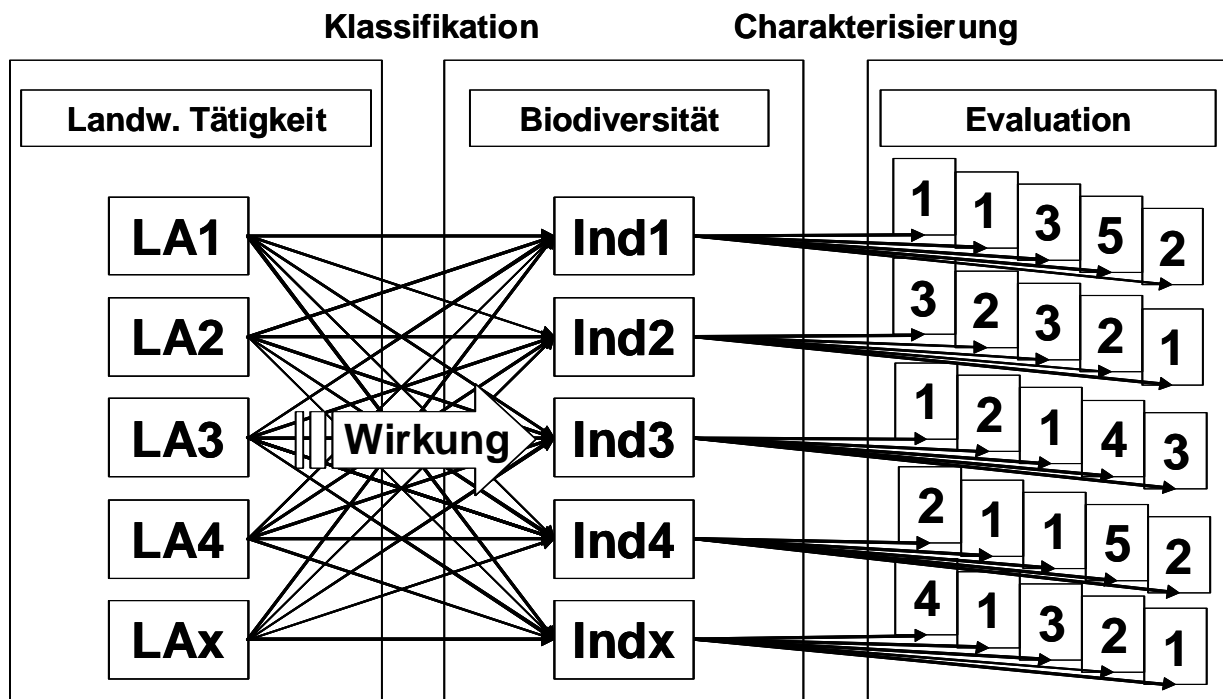 Klassifikation Charakterisierung
Landw. Tätigkeit Biodiversität Evaluation
LA1 Ind1 1 1 3 5 2
LA2 Ind2 3 2 3 2 1
LA3 Wirkung Ind3 1 2 1 4 3
LA4 Ind4 2 1 1 5 2
LAx Indx 4 1 3 2 1